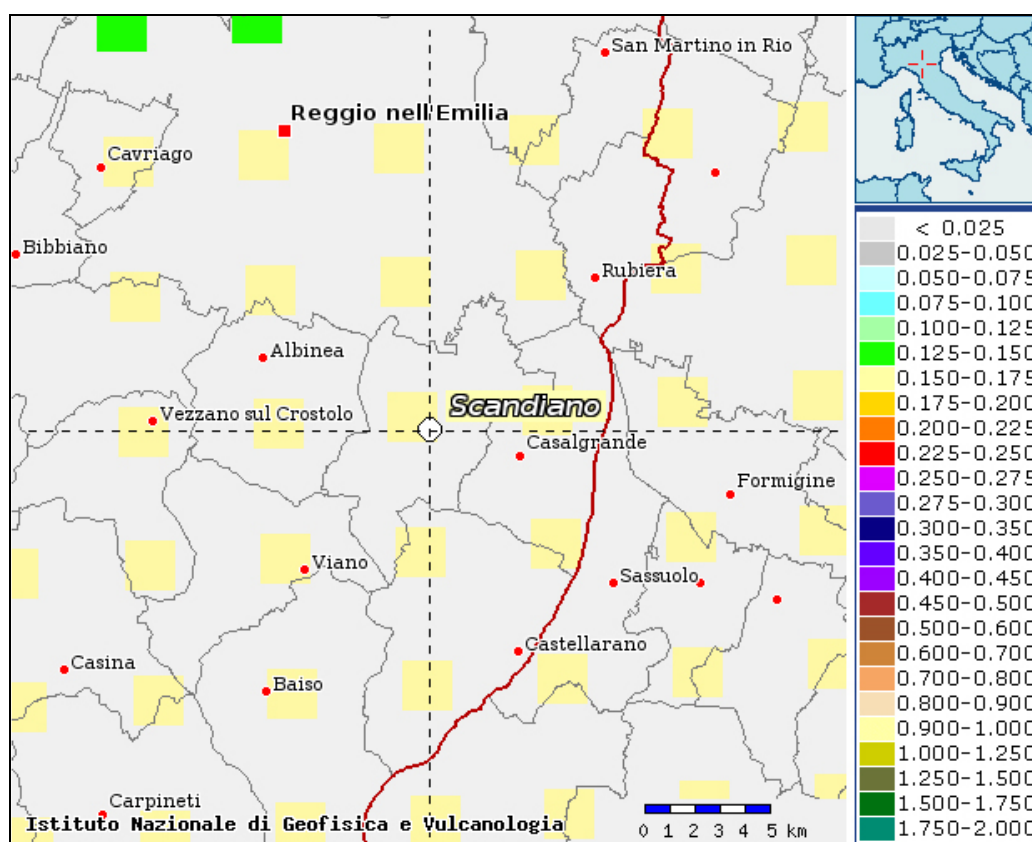 San Martino in Rio
Reggio nell'Emilia
Cavriago
Bibbiano
Rubiera
Albinea
Scandiano
Vezzano sul Crostolo
Casalgrande
Formigine
Viano
Sassuolo
Castellarano
Casina
Baiso
Carpineti
Istituto Nazionale di Geofisica e Vulcanologia
0 1 2 3 4 5 km
< 0.025
0.025-0.050
0.050-0.075
0.075-0.100
0.100-0.125
0.125-0.150
0.150-0.175
0.175-0.200
0.200-0.225
0.225-0.250
0.250-0.275
0.275-0.300
0.300-0.350
0.350-0.400
0.400-0.450
0.450-0.500
0.500-0.600
0.600-0.700
0.700-0.800
0.800-0.900
0.900-1.000
1.000-1.250
1.250-1.500
1.500-1.750
1.750-2.000